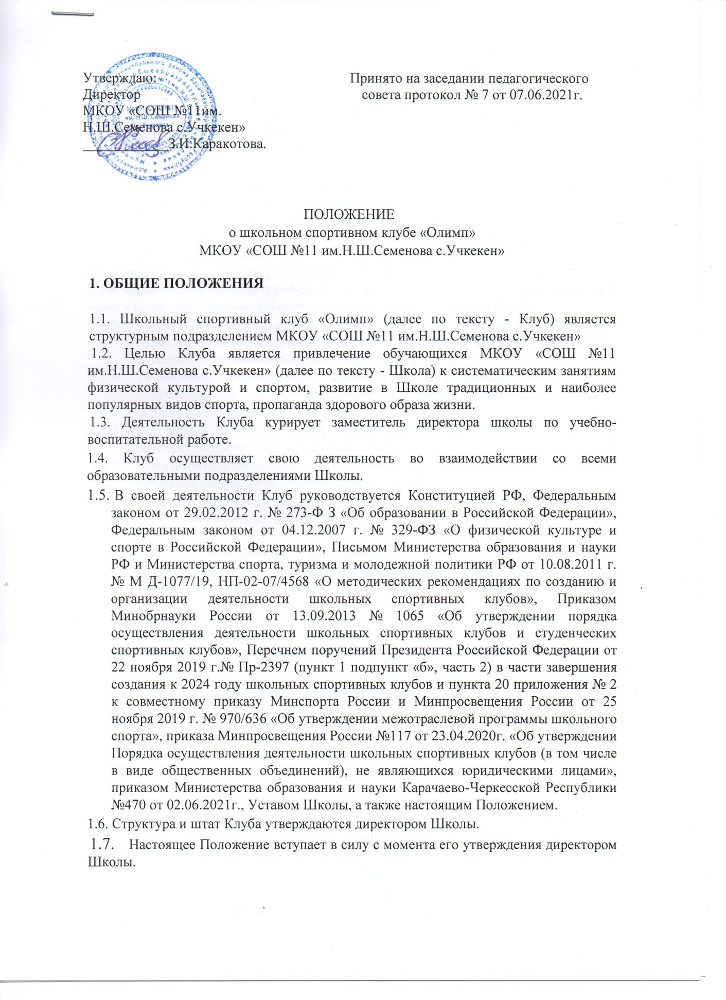 Утверждаю:
Директор
МКОУ «СОШ №11им.
Н.Ш.Семенова с.Учкекен»
____________З.И.Каракотова.
Принято на заседании педагогического
совета протокол № 7 от 07.06.2021г.
ПОЛОЖЕНИЕ
о школьном спортивном клубе «Олимп»
МКОУ «СОШ №11 им.Н.Ш.Семенова с.Учкекен»
1. ОБЩИЕ ПОЛОЖЕНИЯ
1.1. Школьный спортивный клуб «Олимп» (далее по тексту - Клуб) является
структурным подразделением МКОУ «СОШ №11 им.Н.Ш.Семенова с.Учкекен»
1.2. Целью Клуба является привлечение обучающихся МКОУ «СОШ №11
им.Н.Ш.Семенова с.Учкекен» (далее по тексту - Школа) к систематическим занятиям
физической культурой и спортом, развитие в Школе традиционных и наиболее
популярных видов спорта, пропаганда здорового образа жизни.
1.3. Деятельность Клуба курирует заместитель директора школы по учебно-
воспитательной работе.
1.4. Клуб осуществляет свою деятельность во взаимодействии со всеми
образовательными подразделениями Школы.
1.5. В своей деятельности Клуб руководствуется Конституцией РФ, Федеральным
законом от 29.02.2012 г. № 273-Ф З «Об образовании в Российской Федерации»,
Федеральным законом от 04.12.2007 г. № 329-ФЗ «О физической культуре и
спорте в Российской Федерации», Письмом Министерства образования и науки
РФ и Министерства спорта, туризма и молодежной политики РФ от 10.08.2011 г.
№ М Д-1077/19, НП-02-07/4568 «О методических рекомендациях по созданию и
организации деятельности школьных спортивных клубов», Приказом
Минобрнауки России от 13.09.2013 № 1065 «Об утверждении порядка
осуществления деятельности школьных спортивных клубов и студенческих
спортивных клубов», Перечнем поручений Президента Российской Федерации от
22 ноября 2019 г.№ Пр-2397 (пункт 1 подпункт «б», часть 2) в части завершения
создания к 2024 году школьных спортивных клубов и пункта 20 приложения № 2
к совместному приказу Минспорта России и Минпросвещения России от 25
ноября 2019 г. № 970/636 «Об утверждении межотраслевой программы школьного
спорта», приказа Минпросвещения России №117 от 23.04.2020г. «Об утверждении
Порядка осуществления деятельности школьных спортивных клубов (в том числе
в виде общественных объединений), не являющихся юридическими лицами»,
приказом Министерства образования и науки Карачаево-Черкесской Республики
№470 от 02.06.2021г., Уставом Школы, а также настоящим Положением.
1.6. Структура и штат Клуба утверждаются директором Школы.
1.7. Настоящее Положение вступает в силу с момента его утверждения директором
Школы.